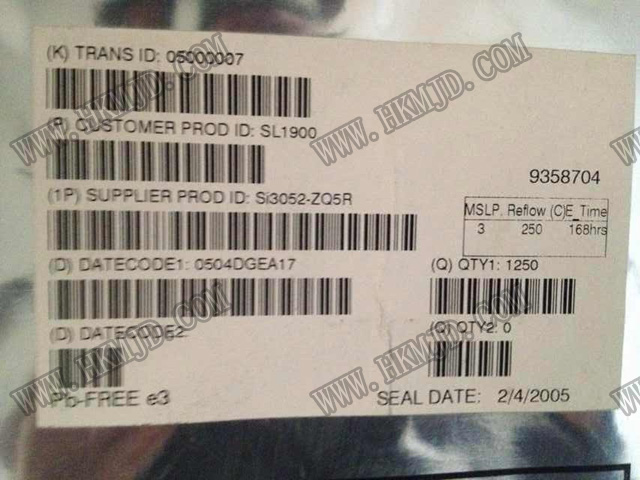 (K) TRANS ID: 05000007
(P) CUSTOMER PROD ID: SL1900
9358704
(1P) SUPPLIER PROD ID: Si3052-ZQ5R
MSLP. Reflow (C)E_Time
3 250 168hrs
(D) DATECODE1: 0504DGEA17
(Q) QTY1: 1250
(D) DATECODE2
(Q) QTY2: 0
Pb-FREE e3
SEAL DATE: 2/4/2005
WWW.HKMJD.COM
WWW.HKMJD.COM
WWW.HKMJD.COM
WWW.HKMJD.COM
WWW.HKMJD.COM
WWW.HKMJD.COM